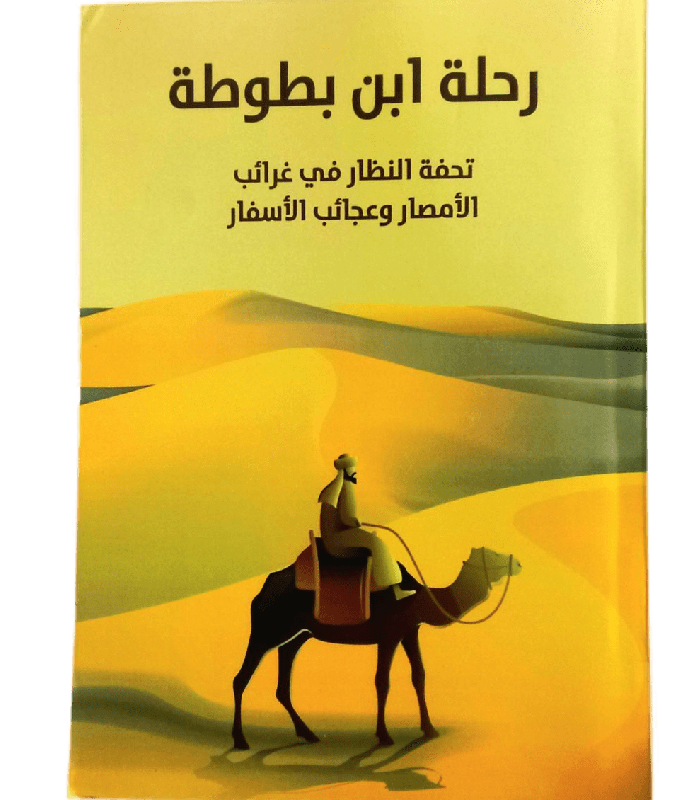 رحلة ابن بطوطة
تحفة النظار في غرائب
الأمصار وعجائب الأسفار